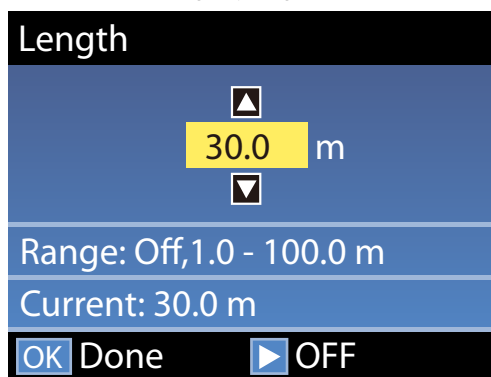 Length
30.0 m
Range: Off,1.0 - 100.0 m
Current: 30.0 m
OK Done OFF